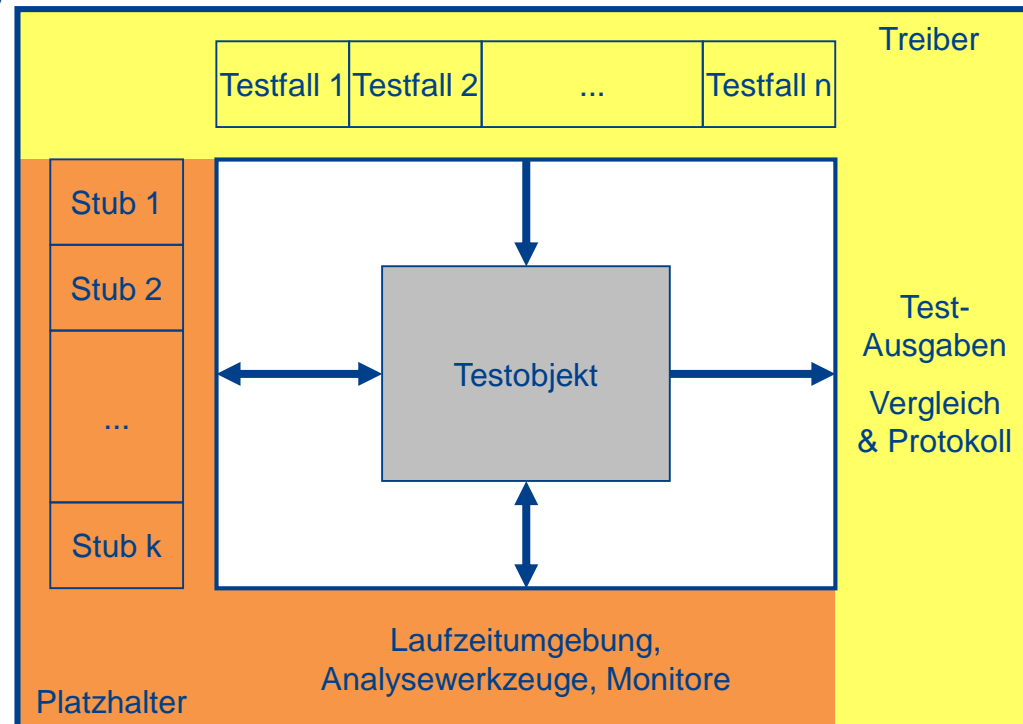 Treiber
Testfall 1
Testfall 2
...
Testfall n
Stub 1
Stub 2
...
Stub k
Testobjekt
Test-
Ausgaben
Vergleich
& Protokoll
Laufzeitumgebung,
Analysewerkzeuge, Monitore
Platzhalter